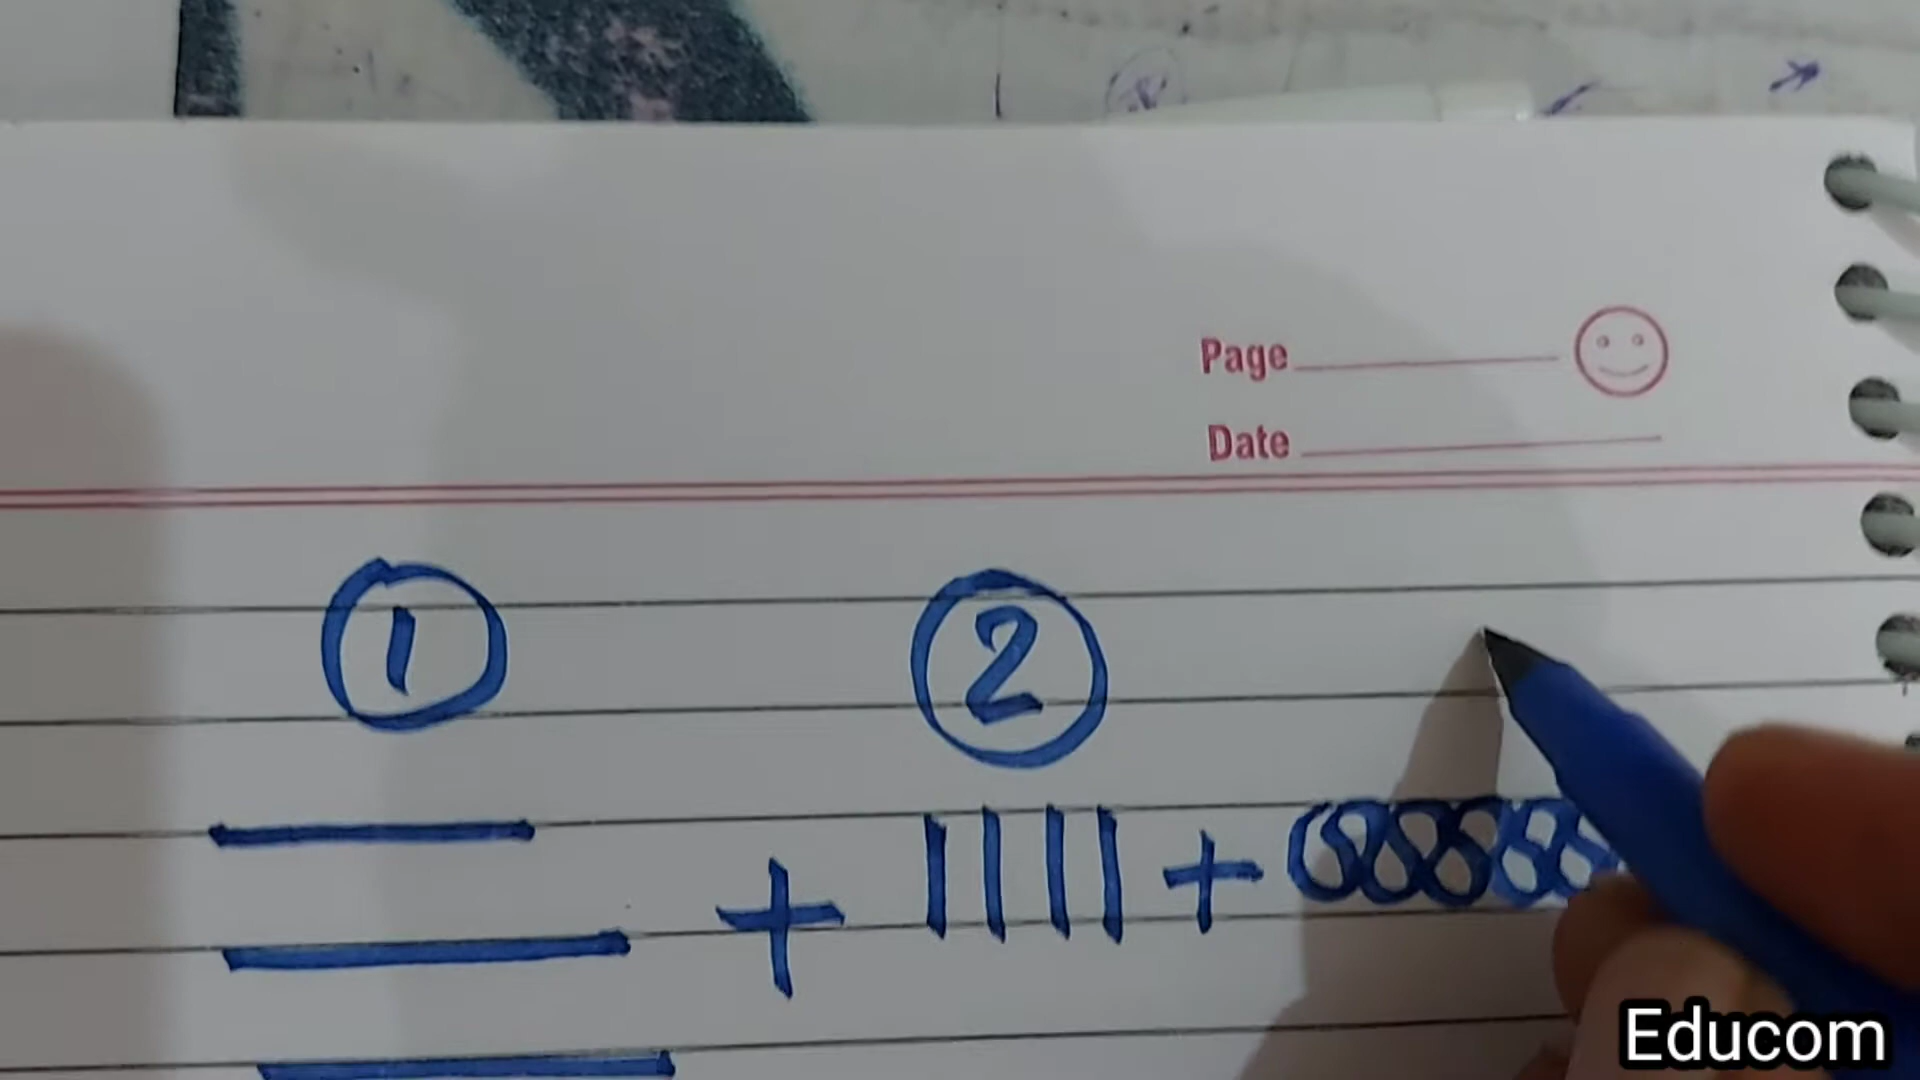 Page
Date
1 2
+ +
Educom